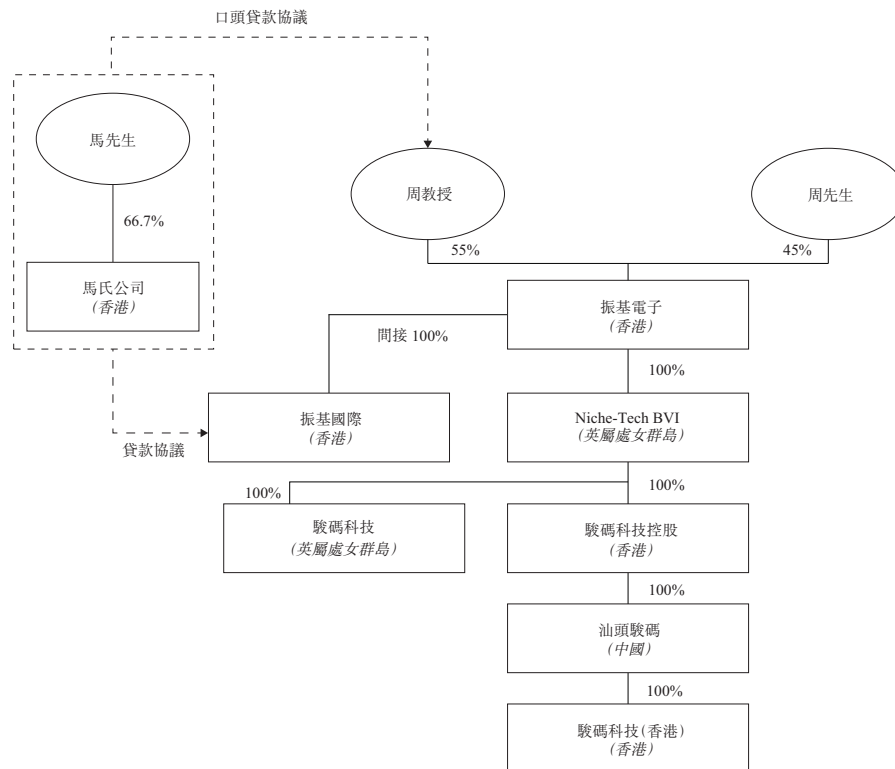 口頭貸款協議
馬先生
周教授
周先生
66.7%
55%
45%
馬氏公司
(香港)
振基電子
(香港)
間接 100%
100%
振基國際
(香港)
Niche-Tech BVI
(英屬處女群島)
貸款協議
100%
100%
駿碼科技
(英屬處女群島)
駿碼科技控股
(香港)
100%
汕頭駿碼
(中國)
100%
駿碼科技(香港)
(香港)